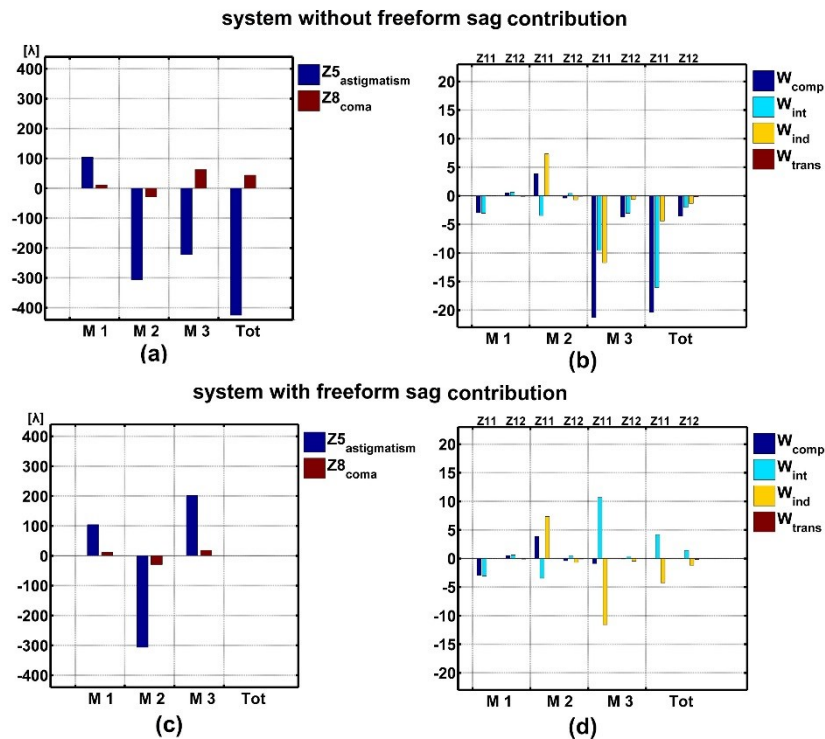 system without freeform sag contribution
[λ]
400
300
200
100
0
-100
-200
-300
-400
M 1 M 2 M 3 Tot
(a)
Z5astigmatism
Z8coma
Z11 Z12 Z11 Z12 Z11 Z12 Z11 Z12
20
15
10
5
0
-5
-10
-15
-20
M 1 M 2 M 3 Tot
(b)
Wcomp
Wint
Wind
Wtrans
system with freeform sag contribution
[λ]
400
300
200
100
0
-100
-200
-300
-400
M 1 M 2 M 3 Tot
(c)
Z5astigmatism
Z8coma
Z11 Z12 Z11 Z12 Z11 Z12 Z11 Z12
20
15
10
5
0
-5
-10
-15
-20
M 1 M 2 M 3 Tot
(d)
Wcomp
Wint
Wind
Wtrans